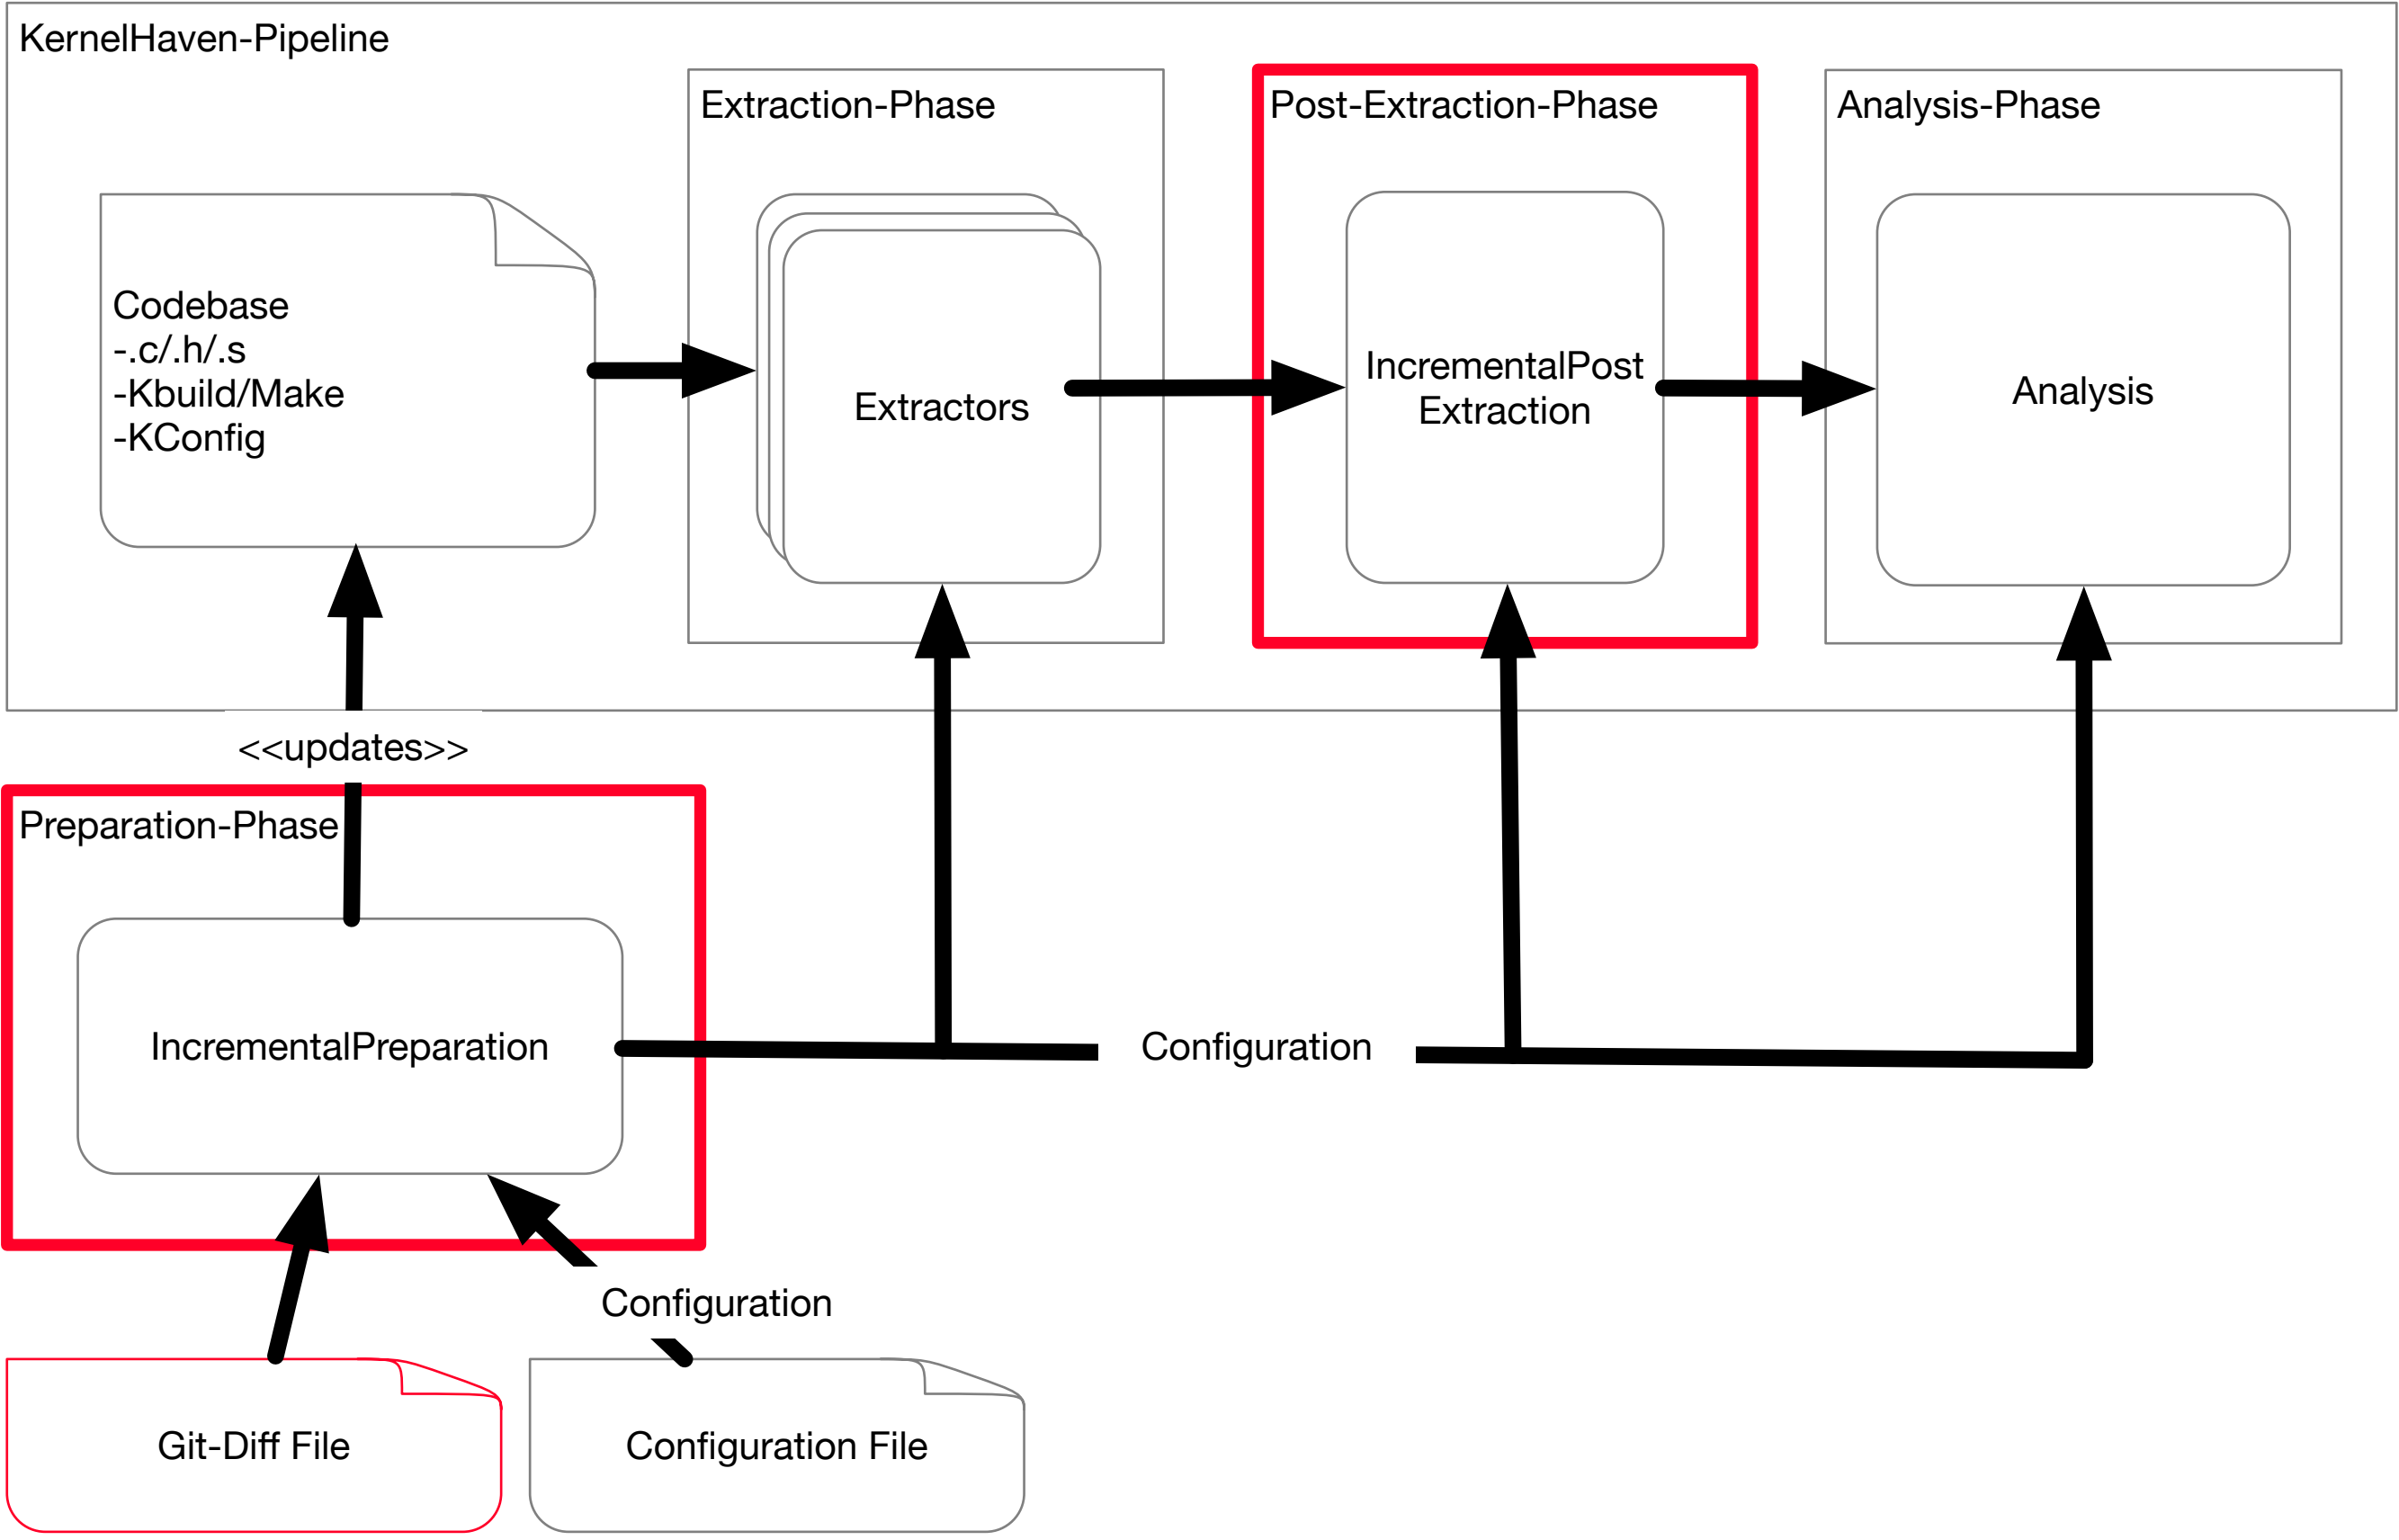 KernelHaven-Pipeline
Extraction-Phase
Post-Extraction-Phase
Analysis-Phase
Codebase
-.c/.h/.s
-Kbuild/Make
-KConfig
Extractors
IncrementalPost
Extraction
Analysis
<<updates>>
Preparation-Phase
IncrementalPreparation
Configuration
Configuration
Git-Diff File
Configuration File